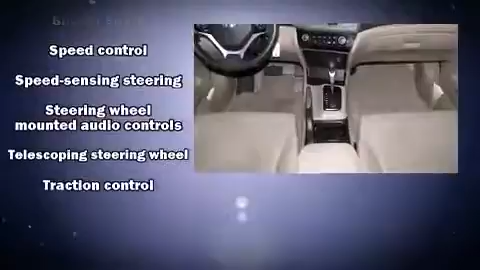 Speed control
Speed-sensing steering
Steering wheel
mounted audio controls
Telescoping steering wheel
Traction control